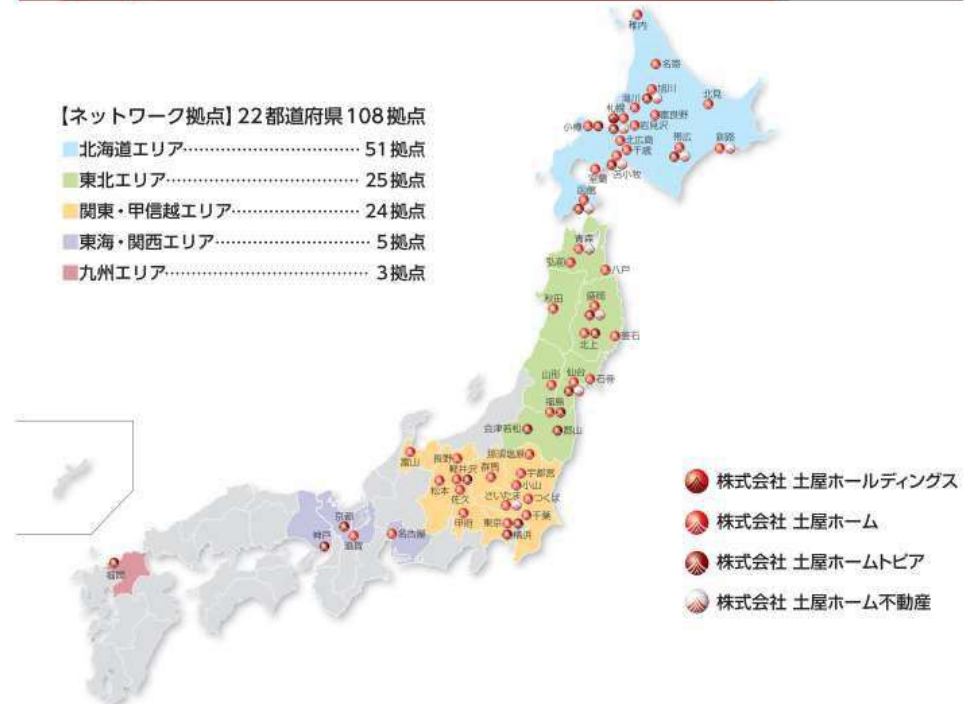 【ネットワーク拠点】22都道府県108拠点
北海道エリア 51拠点
東北エリア 25拠点
関東・甲信越エリア 24拠点
東海・関西エリア 5拠点
九州エリア 3拠点
稚内
名寄
旭川
北見
滝川
札幌
富良野
小樽
岩見沢
帯広
釧路
北広島
千歳
苫小牧
室蘭
函館
青森
弘前
八戸
秋田
盛岡
北上
釜石
山形
仙台
石巻
福島
会津若松
郡山
那須塩原
富山
長野
軽井沢
群馬
宇都宮
小山
松本
佐久
さいたま
つくば
甲府
東京
千葉
横浜
京都
神戸
滋賀
名古屋
福岡
株式会社 土屋ホールディングス
株式会社 土屋ホーム
株式会社 土屋ホームトピア
株式会社 土屋ホーム不動産